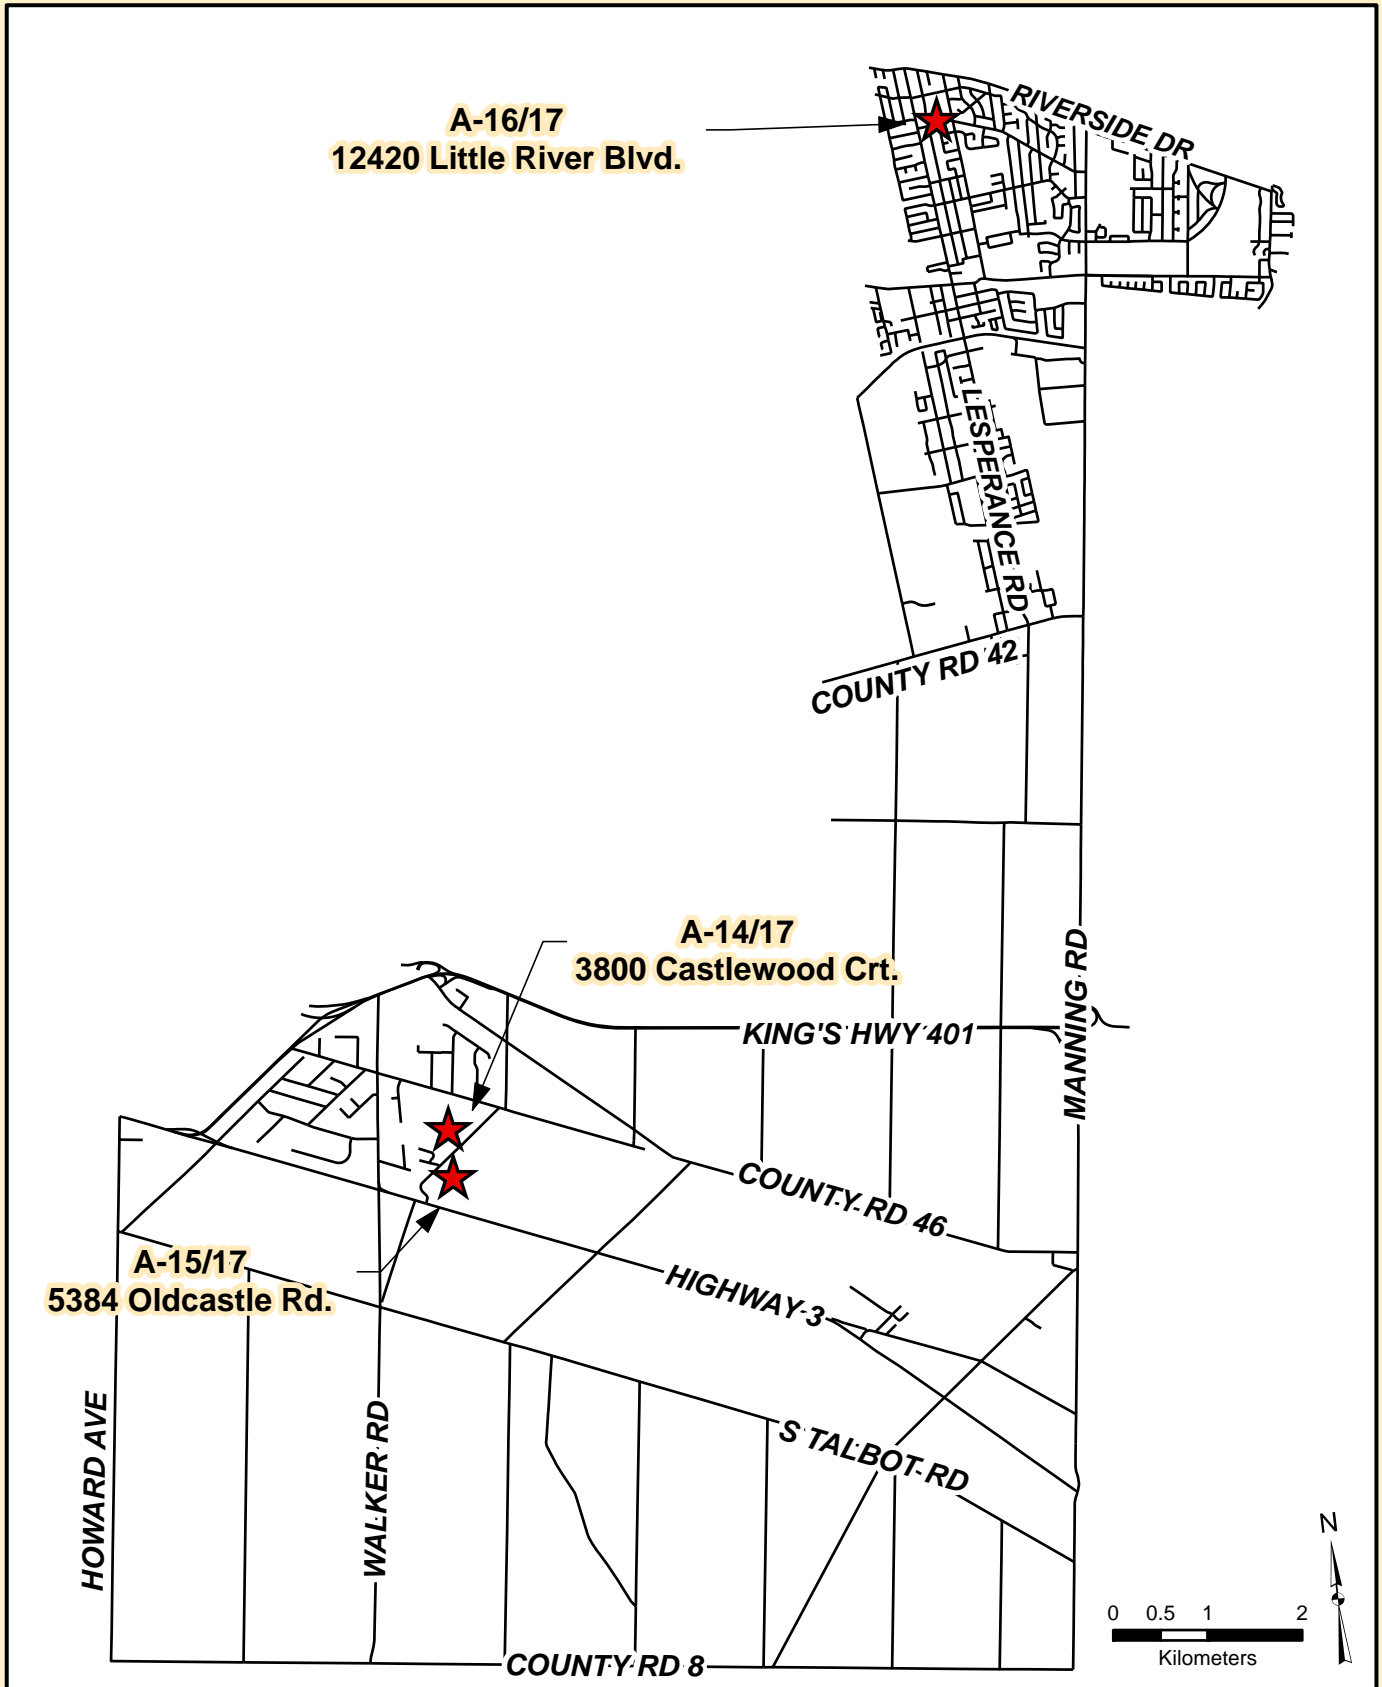 RIVERSIDE DR
A-16/17
12420 Little River Blvd.
LESPERANCE RD
COUNTY RD 42
A-14/17
3800 Castlewood Crt.
MANNING RD
KING'S HWY 401
COUNTY RD 46
A-15/17
5384 Oldcastle Rd.
HIGHWAY 3
HOWARD AVE
WALKER RD
S TALBOT RD
N
0 0.5 1 2
Kilometers
COUNTY RD 8